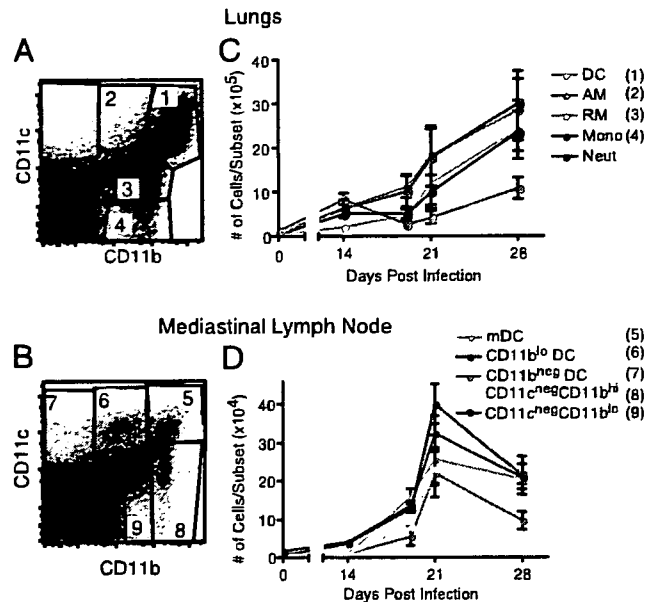 Lungs
A
CD11c
1
2
3
4
CD11b
C
# of Cells/Subset (x10⁵)
40
30
20
10
0
0
14
21
28
Days Post Infection
DC (1)
AM (2)
RM (3)
Mono (4)
Neut
Mediastinal Lymph Node
B
CD11c
7
6
5
9
8
CD11b
D
# of Cells/Subset (x10⁴)
40
30
20
10
0
0
14
21
28
Days Post Infection
mDC (5)
CD11b^lo DC (6)
CD11b^neg DC (7)
CD11c^neg CD11b^hi (8)
CD11c^neg CD11b^lo (9)